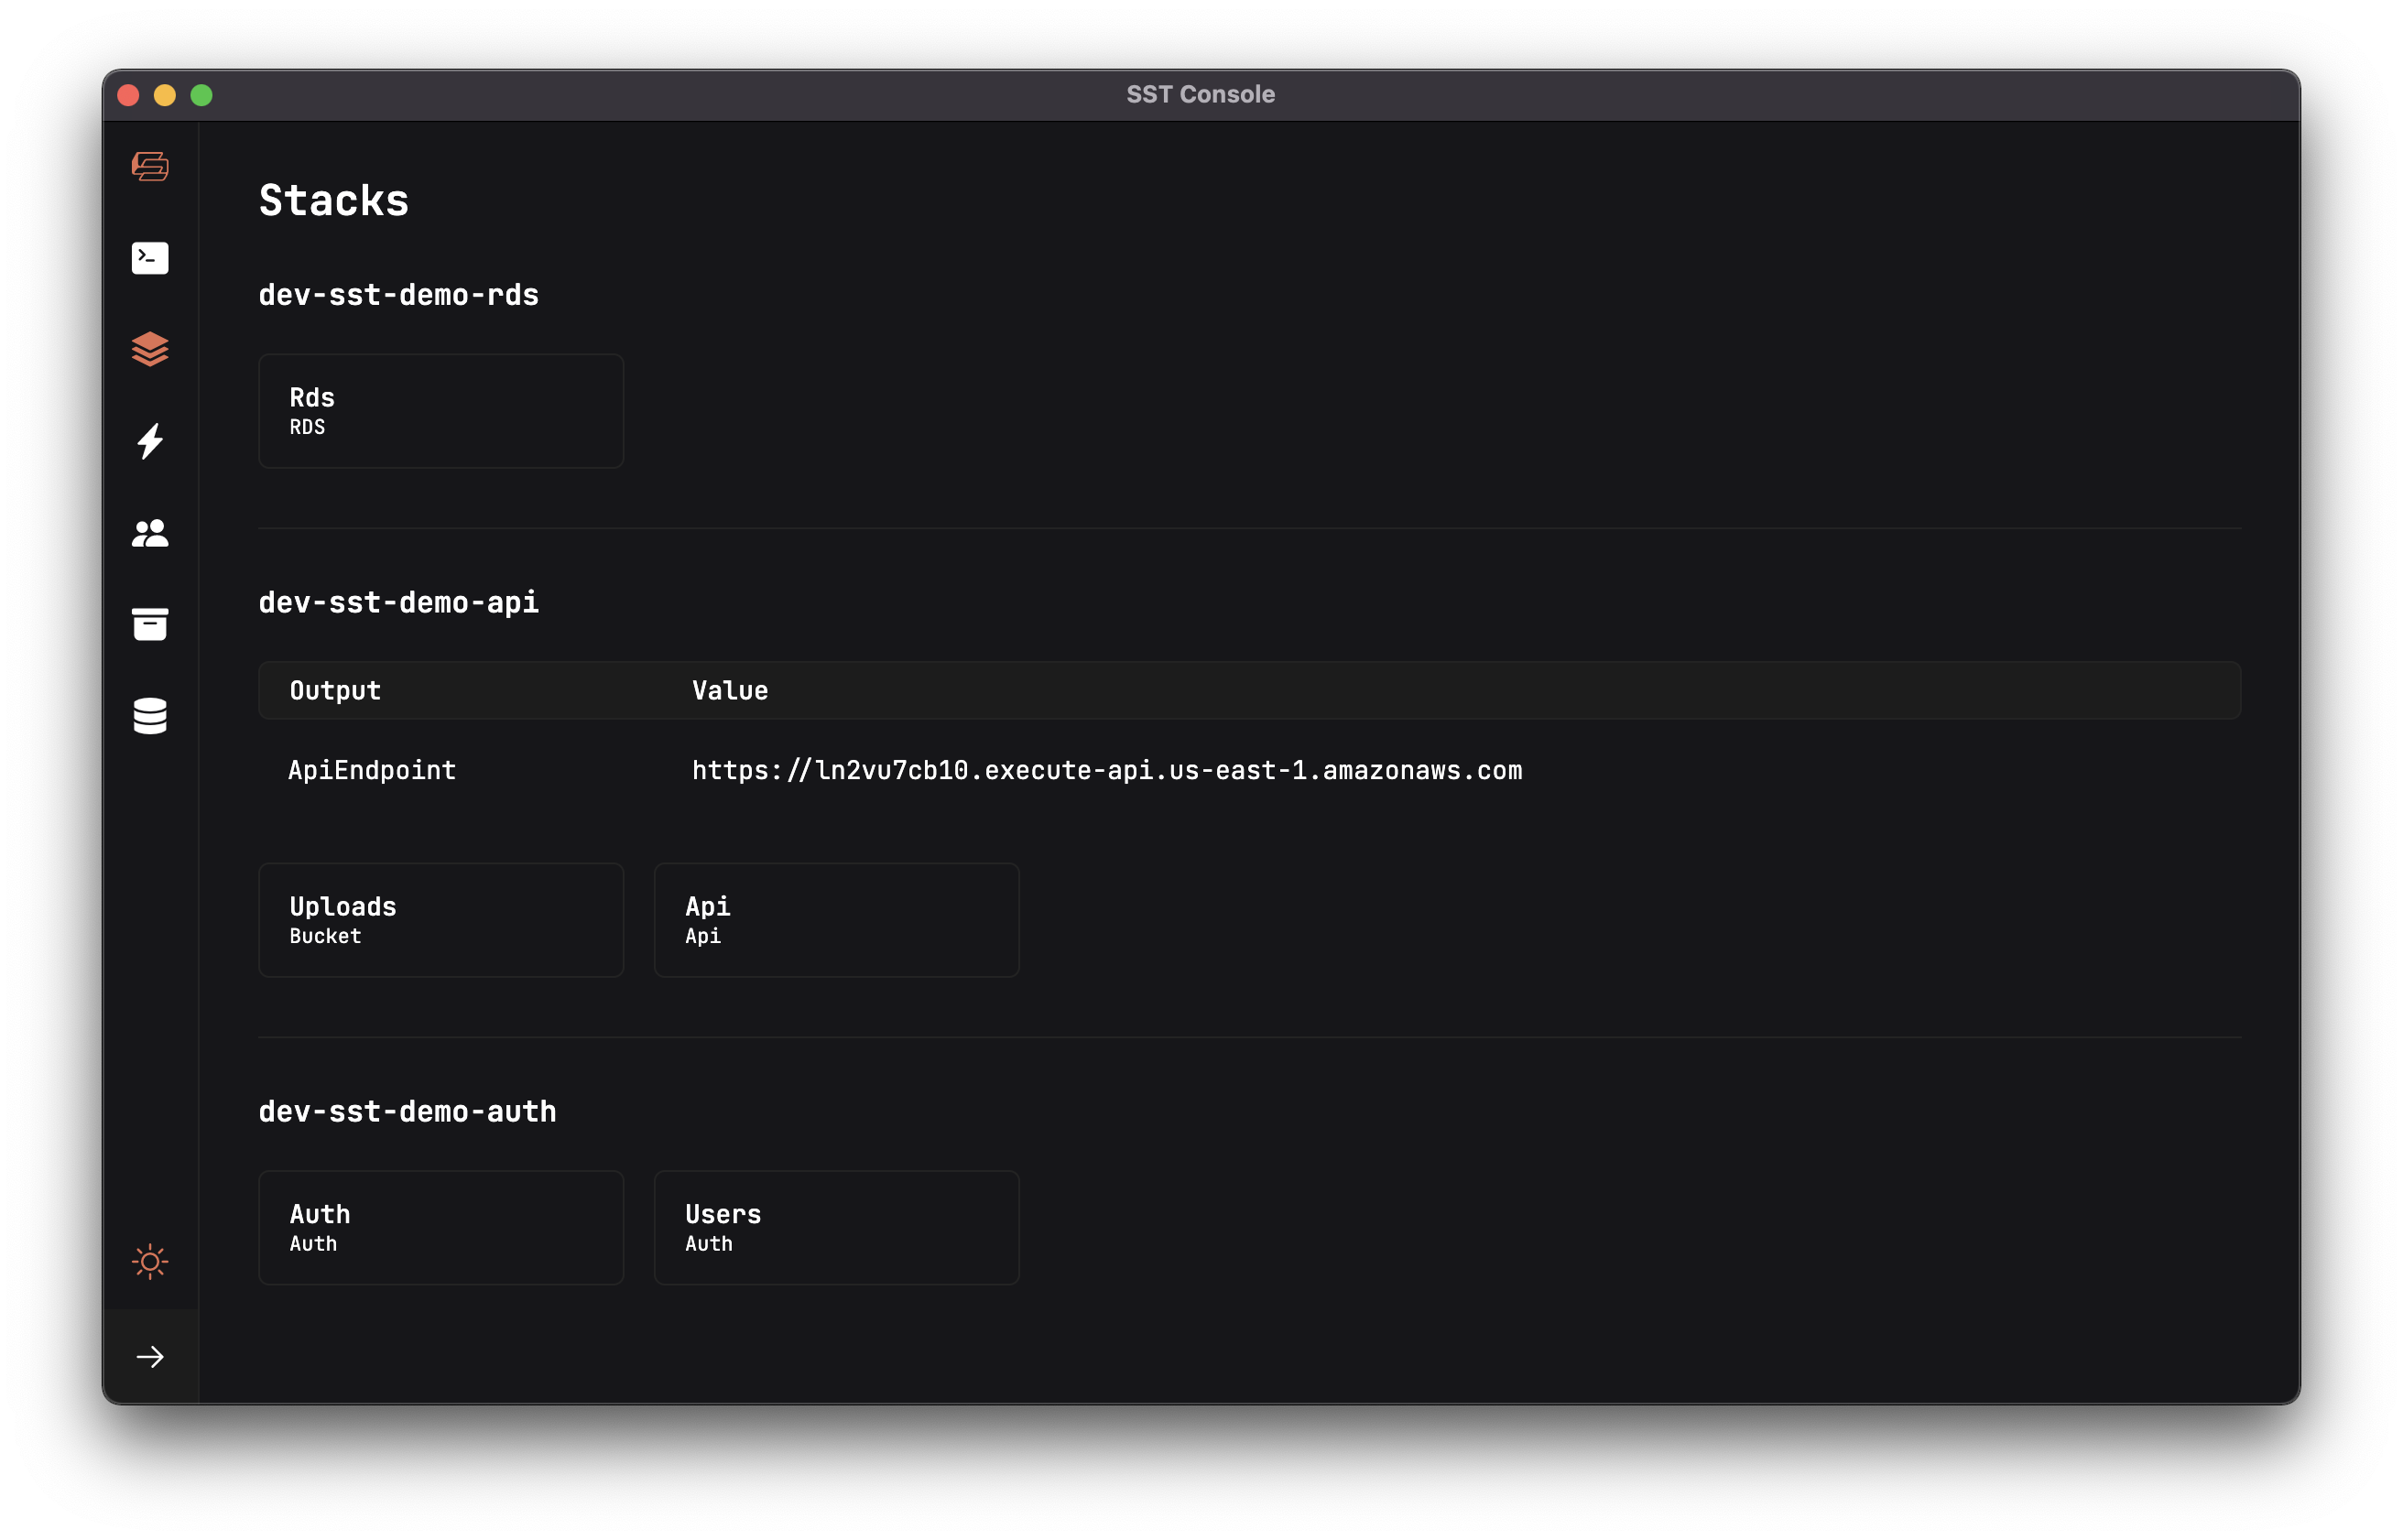 SST Console
Stacks
dev-sst-demo-rds
Rds
RDS
dev-sst-demo-api
Output Value
ApiEndpoint https://ln2vu7cb10.execute-api.us-east-1.amazonaws.com
Uploads Api
Bucket Api
dev-sst-demo-auth
Auth Users
Auth Auth